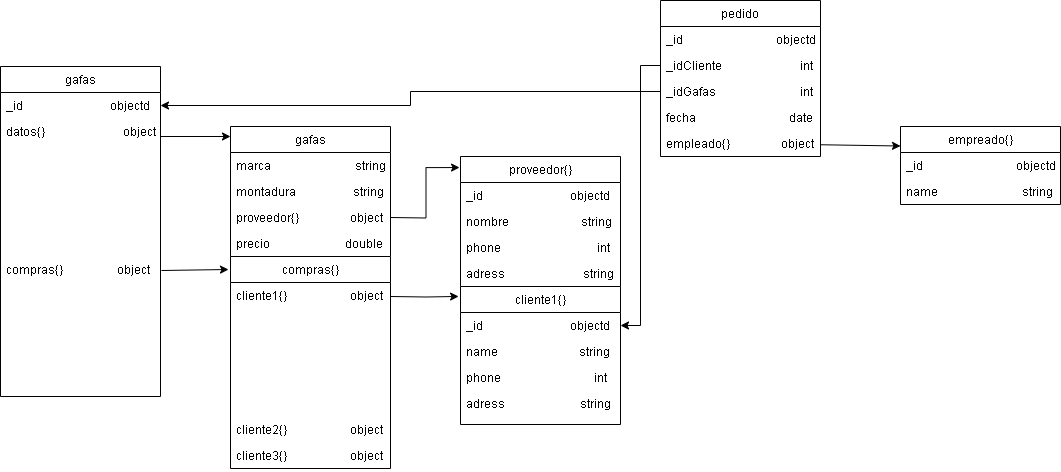 pedido
_id objectd
_idCliente int
_idGafas int
fecha date
empleado{} object
gafas
_id objectd
datos{} object
compras{} object
gafas
marca string
montadura string
proveedor{} object
precio double
compras{}
cliente1{} object
cliente2{} object
cliente3{} object
proveedor{}
_id objectd
nombre string
phone int
adress string
cliente1{}
_id objectd
name string
phone int
adress string
empreado{}
_id objectd
name string